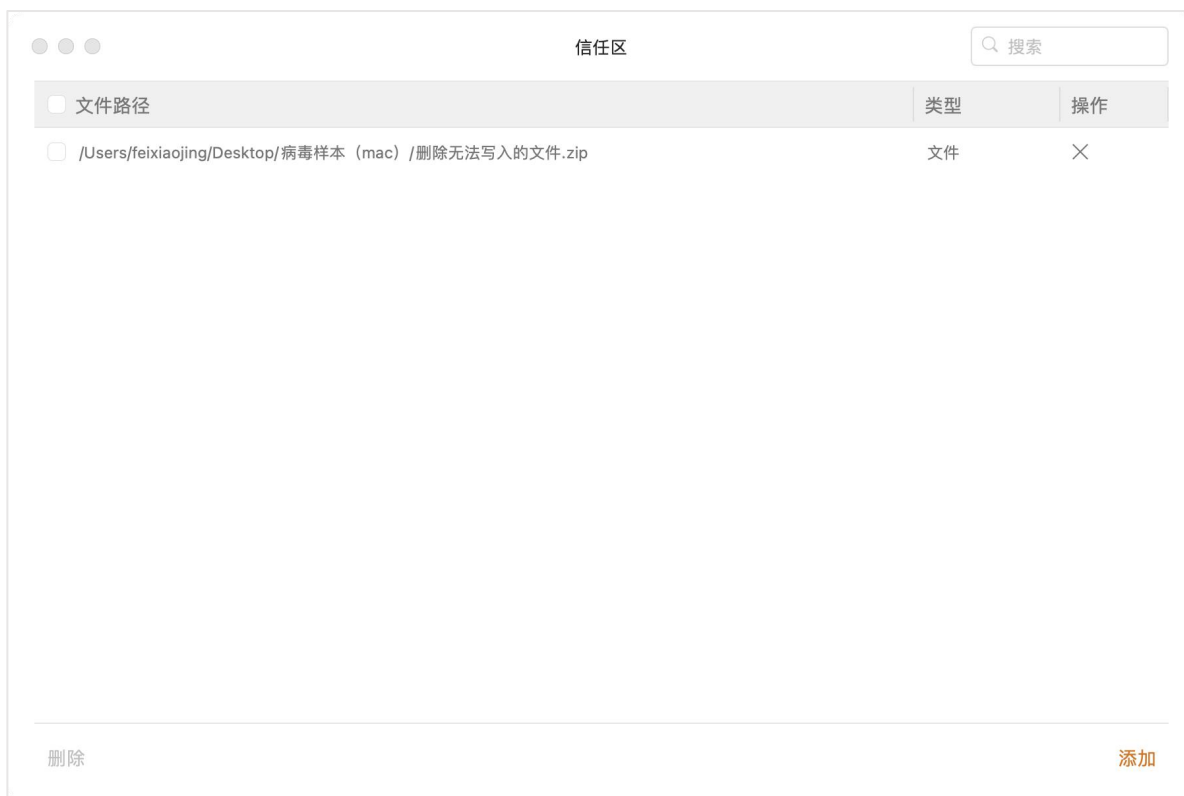 信任区
搜索
文件路径 类型 操作
/Users/feixiaojing/Desktop/病毒样本（mac）/删除无法写入的文件.zip 文件
删除 添加